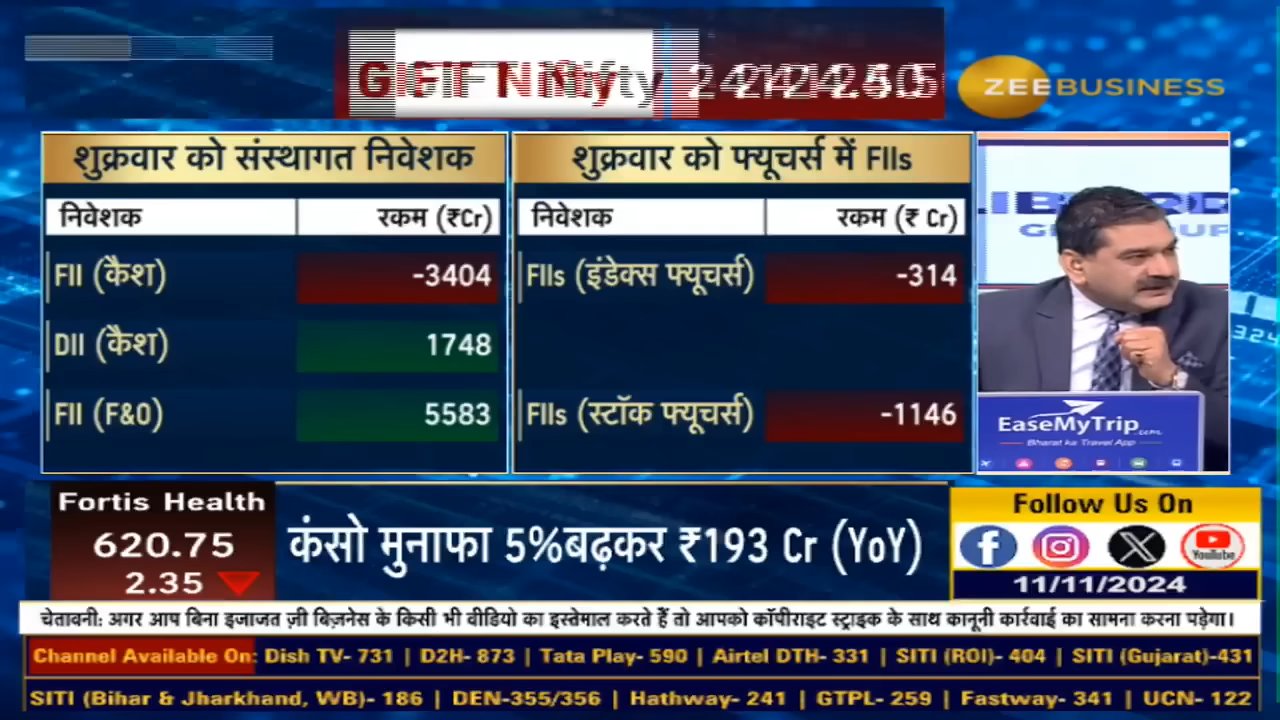 ZEEBUSINESS
शुक्रवार को संस्थागत निवेशक
निवेशक रकम (₹Cr)
FII (कैश) -3404
DII (कैश) 1748
FII (F&O) 5583
शुक्रवार को फ्यूचर्स में FIIs
निवेशक रकम (₹ Cr)
FIIs (इंडेक्स फ्यूचर्स) -314
FIIs (स्टॉक फ्यूचर्स) -1146
EaseMyTrip.com
Bharat ka Travel App
Fortis Health
620.75
2.35
कंसो मुनाफा 5%बढ़कर ₹193 Cr (YoY)
Follow Us On
YouTube
11/11/2024
चेतावनी: अगर आप बिना इजाजत ज़ी बिज़नेस के किसी भी वीडियो का इस्तेमाल करते हैं तो आपको कॉपीराइट स्ट्राइक के साथ कानूनी कार्रवाई का सामना करना पड़ेगा।
Channel Available On: Dish TV- 731 | D2H- 873 | Tata Play- 590 | Airtel DTH- 331 | SITI (ROI)- 404 | SITI (Gujarat)-431
SITI (Bihar & Jharkhand, WB)- 186 | DEN-355/356 | Hathway- 241 | GTPL- 259 | Fastway- 341 | UCN- 122